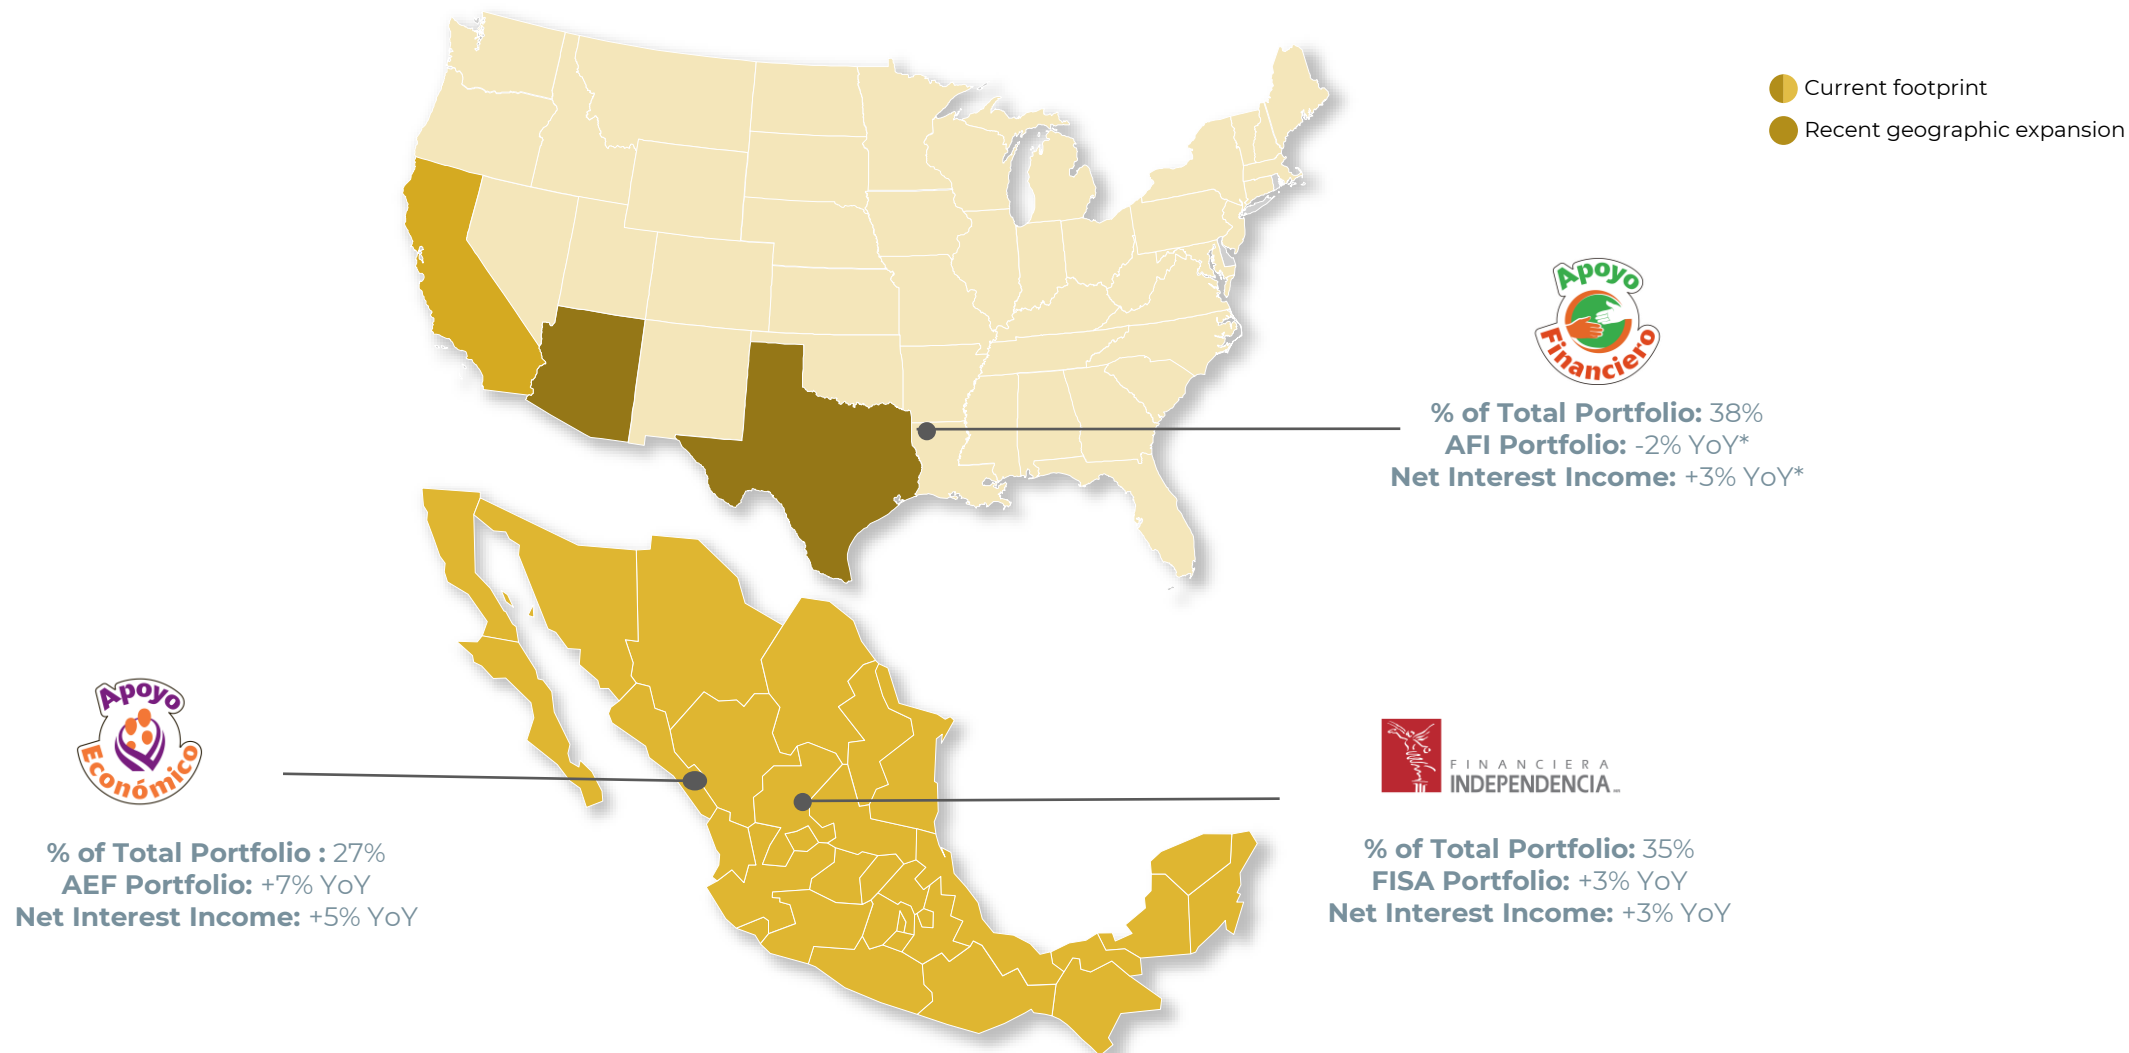 Current footprint
Recent geographic expansion
Apoyo
Financiero
% of Total Portfolio: 38%
AFI Portfolio: -2% YoY*
Net Interest Income: +3% YoY*
Apoyo
Económico
% of Total Portfolio : 27%
AEF Portfolio: +7% YoY
Net Interest Income: +5% YoY
FINANCIERA
INDEPENDENCIA
% of Total Portfolio: 35%
FISA Portfolio: +3% YoY
Net Interest Income: +3% YoY